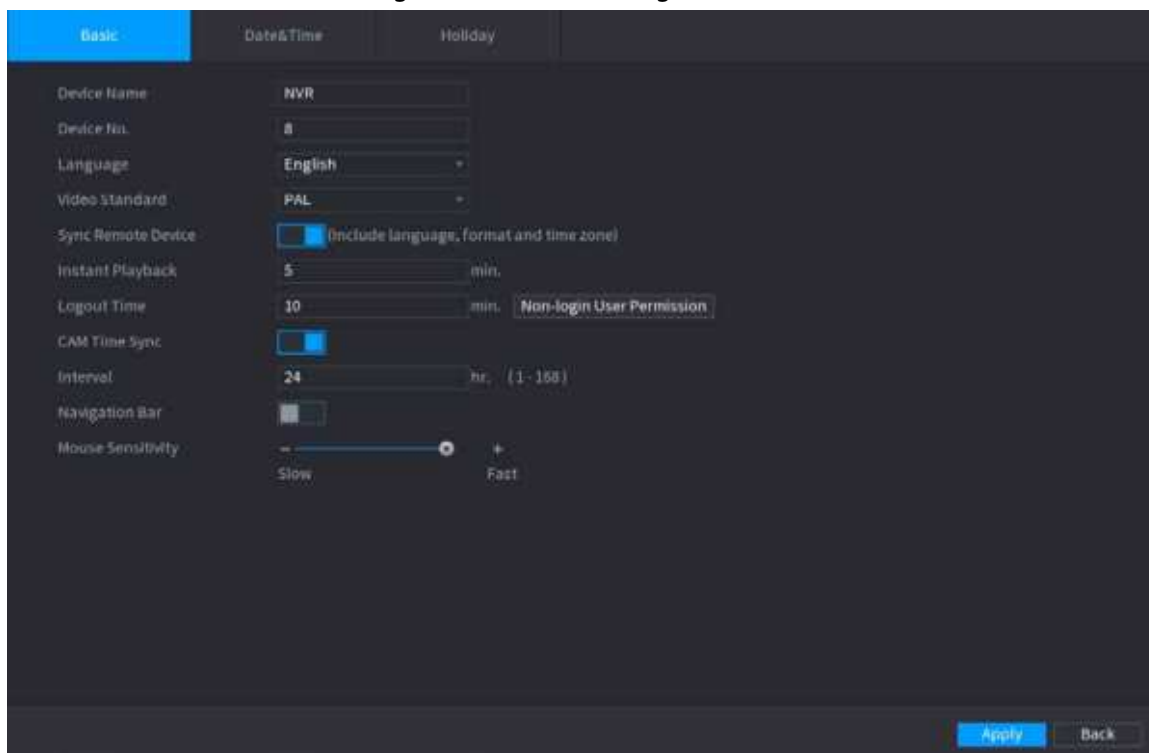 Basic Date&Time Holiday
Device Name NVR
Device No. 8
Language English
Video Standard PAL
Sync Remote Device (Include language, format and time zone)
Instant Playback 5 min.
Logout Time 10 min. Non-login User Permission
CAM Time Sync
Interval 24 hr. (1-168)
Navigation Bar
Mouse Sensitivity - +
Slow Fast
Apply Back